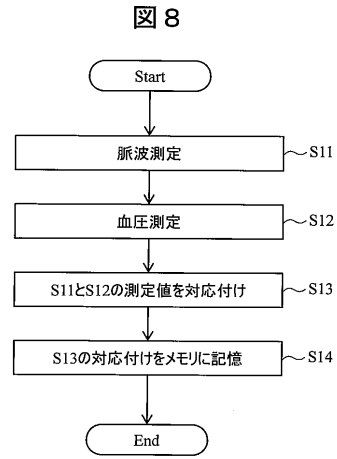 図8
Start
脈波測定
S11
血圧測定
S12
S11とS12の測定値を対応付け
S13
S13の対応付けをメモリに記憶
S14
End